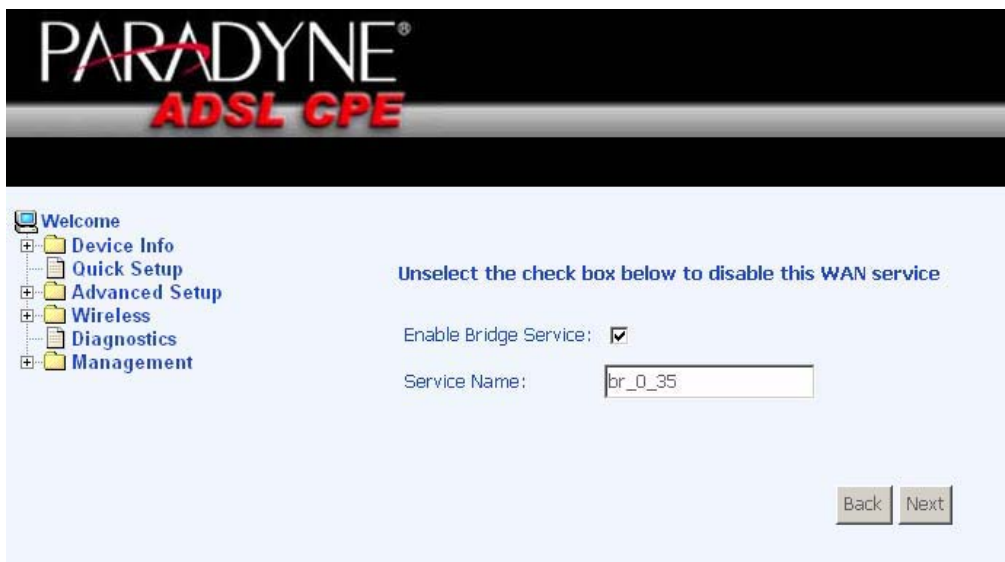 PARADYNE®
ADSL CPE
Welcome
Device Info
Quick Setup
Advanced Setup
Wireless
Diagnostics
Management
Unselect the check box below to disable this WAN service
Enable Bridge Service:
Service Name: br_0_35
Back Next